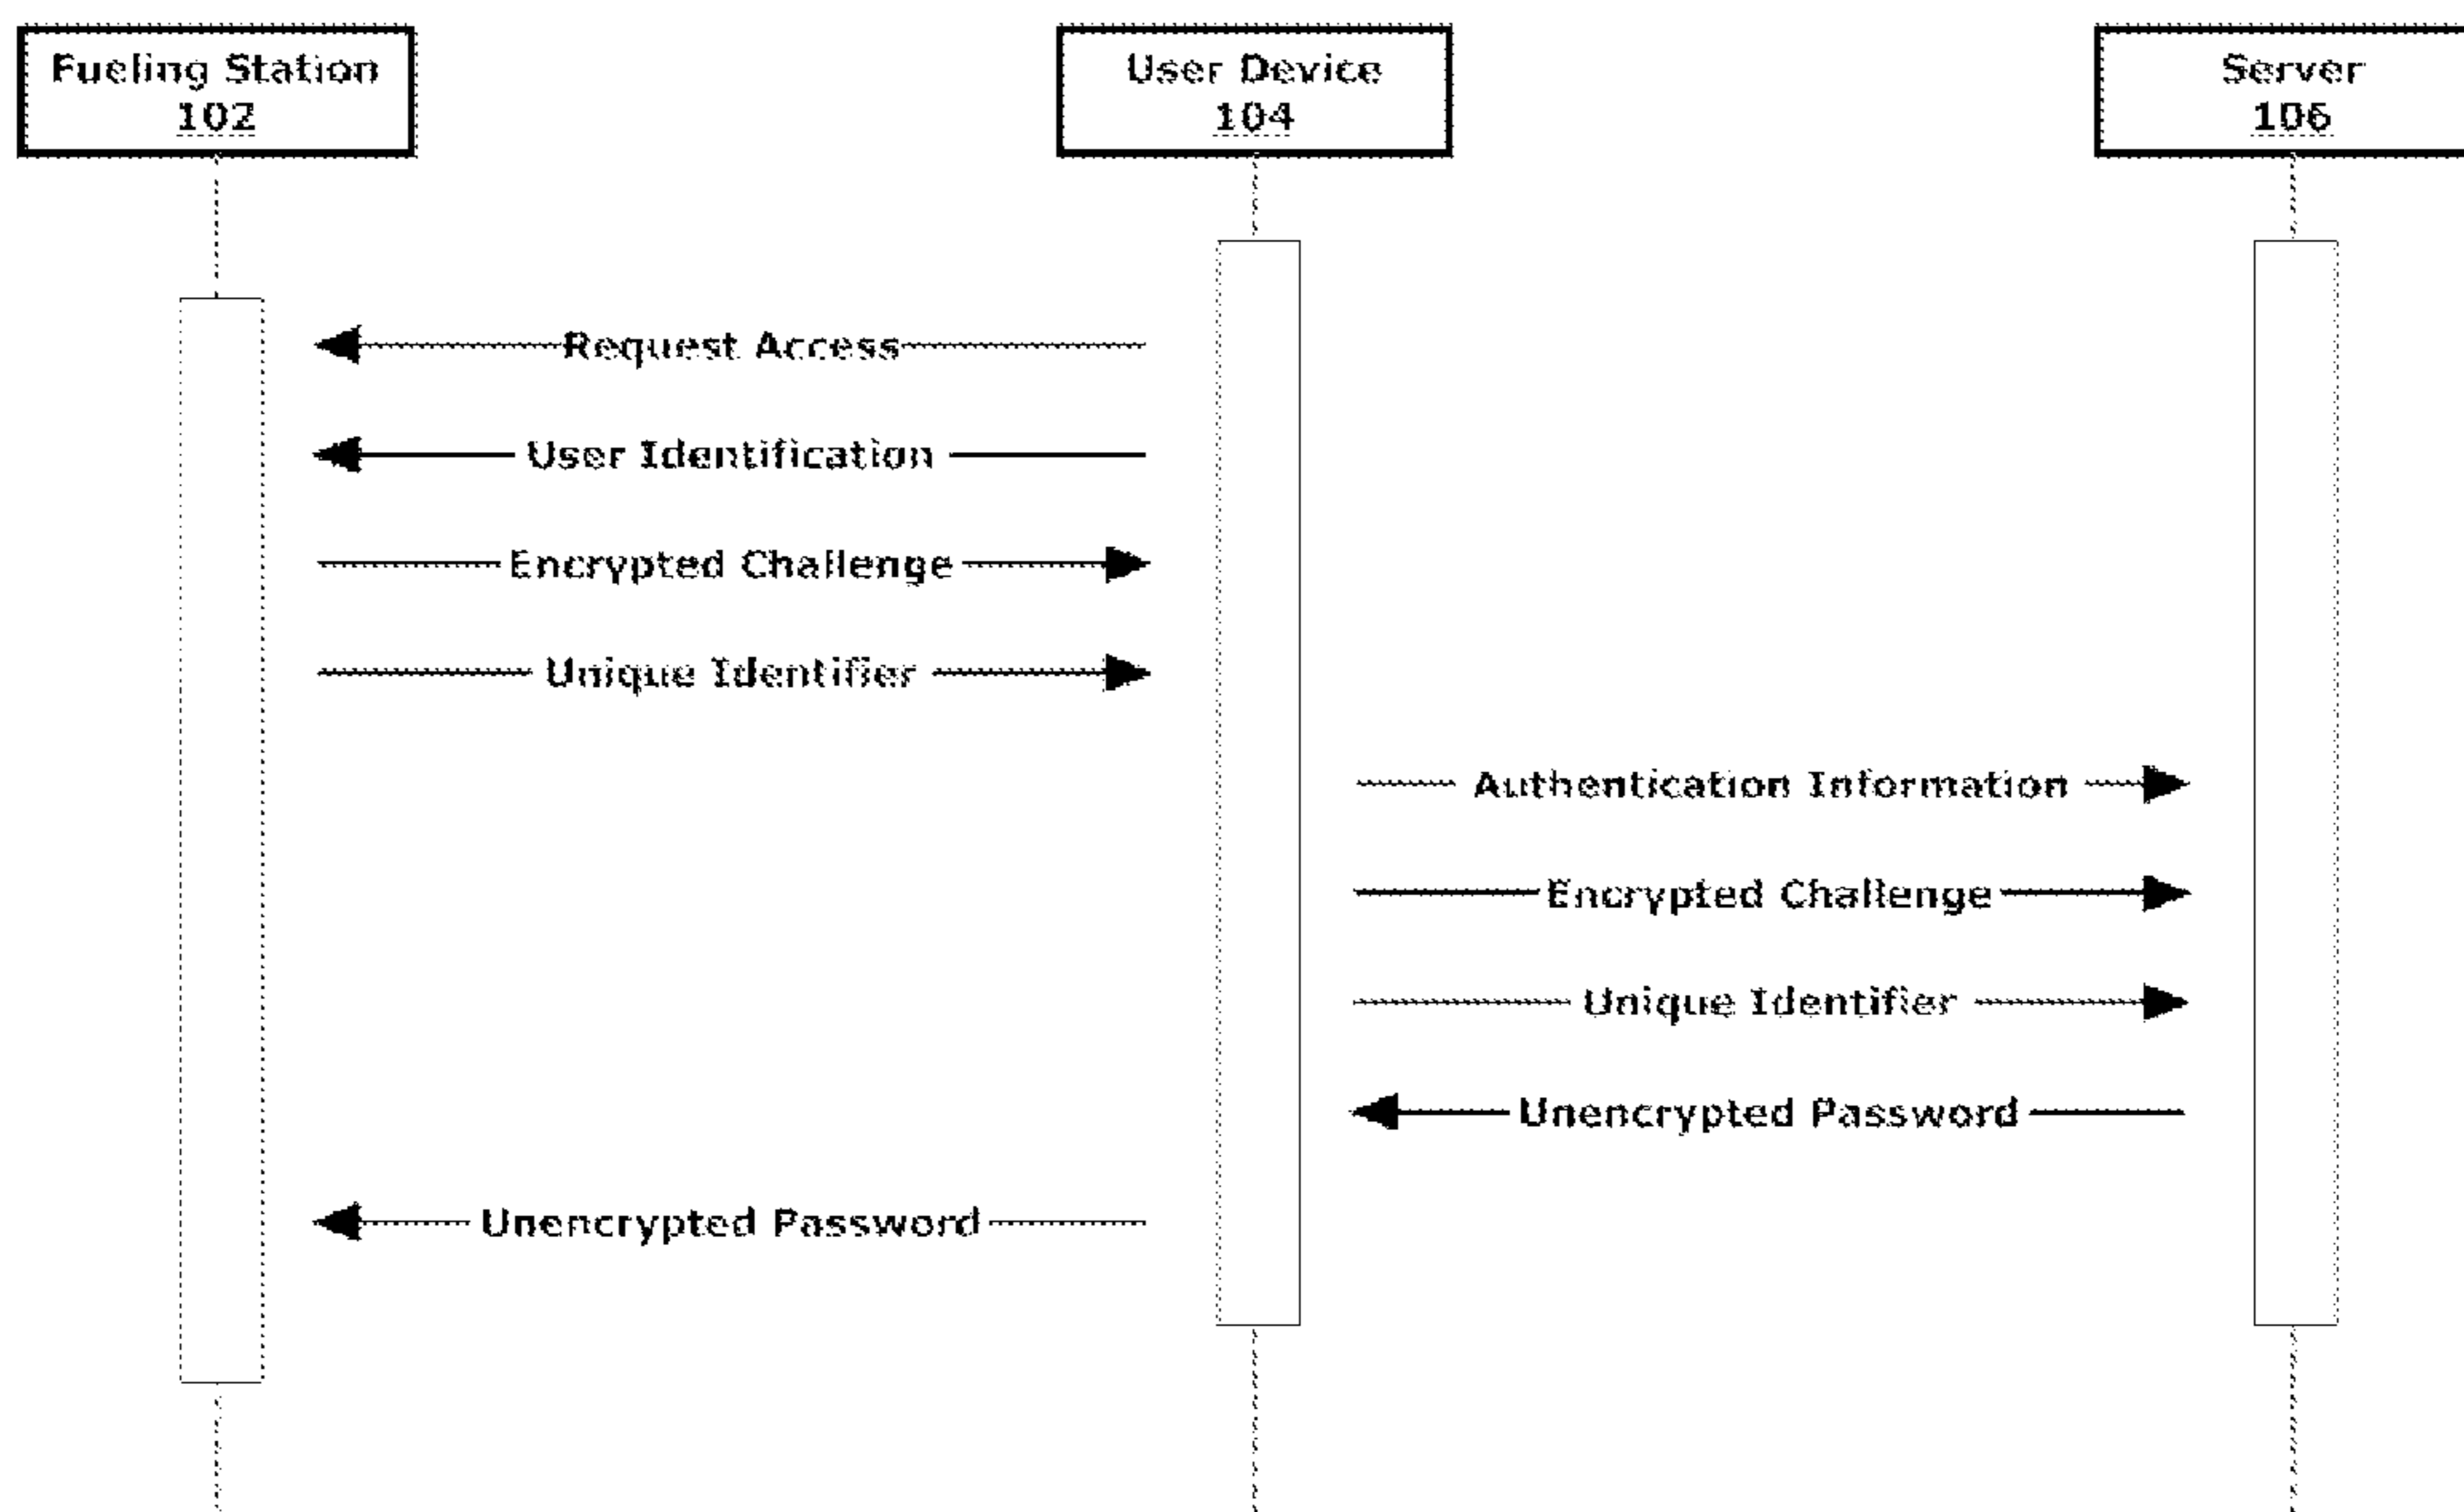 Fueling Station
102
User Device
104
Server
106
Request Access
User Identification
Encrypted Challenge
Unique Identifier
Authentication Information
Encrypted Challenge
Unique Identifier
Unencrypted Password
Unencrypted Password